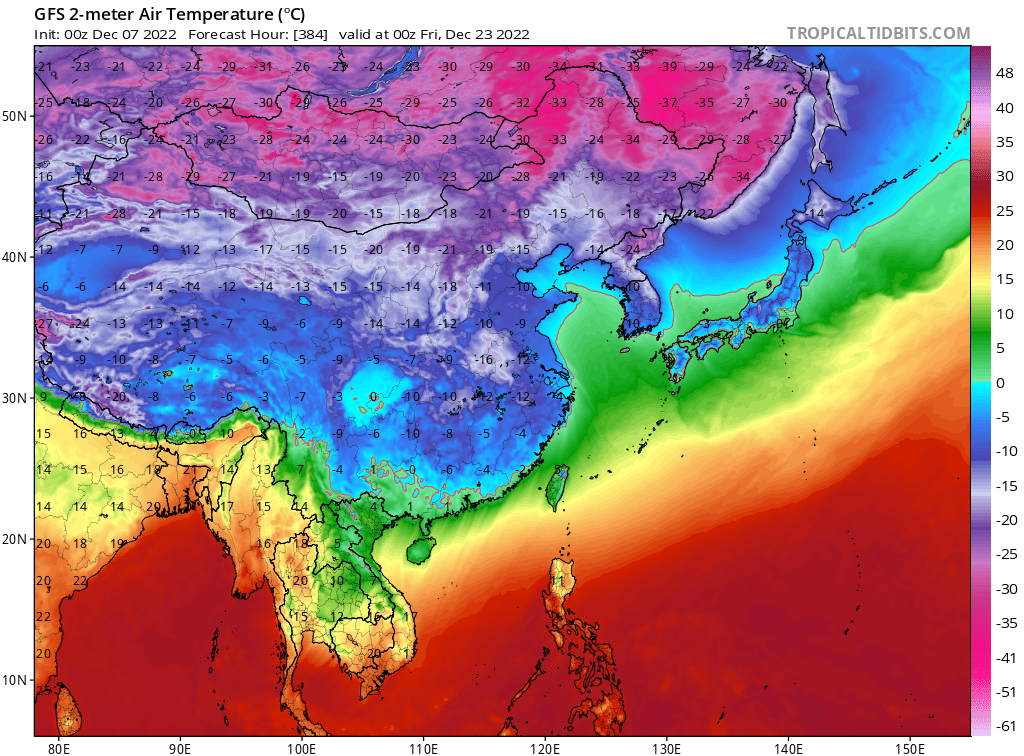 GFS 2-meter Air Temperature (°C)
Init: 00z Dec 07 2022 Forecast Hour: [384] valid at 00z Fri, Dec 23 2022
TROPICALTIDBITS.COM
50N
40N
30N
20N
10N
80E 90E 100E 110E 120E 130E 140E 150E
48
40
35
30
25
20
15
10
5
0
-5
-10
-15
-20
-25
-30
-35
-41
-51
-61
-21 -23 -21 -22 -24 -29 -31 -26 -23 -24 -23 -30 -29 -30 -34 -31 -33 -39 -29 -24 -22
-25 -18 -24 -20 -26 -27 -30 -29 -26 -25 -29 -25 -26 -32 -33 -28 -25 -37 -35 -27 -30
-26 -22 -16 -24 -21 -23 -28 -24 -24 -24 -30 -23 -24 -30 -23 -24 -34 -29 -29 -28 -27
-16 -21 -28 -29 -27 -21 -19 -15 -19 -20 -23 -20 -28 -21 -19 -22 -23 -26 -34
-11 -21 -28 -21 -15 -18 -19 -19 -20 -15 -18 -18 -21 -19 -15 -16 -18 -17 -22 -14
-12 -7 -7 -9 -12 -13 -17 -15 -15 -20 -19 -21 -19 -15 -14 -24
-6 -6 -14 -14 -12 -14 -13 -15 -20 -14 -18 -11 -10 -10
-27 -24 -13 -13 -11 -7 -9 -6 -9 -14 -14 -12 -10 -9 -10 -3
-9 -10 -8 -7 -5 -6 -5 -9 -5 -7 -9 -16 -12
-8 -6 -6 -3 -7 -3 -0 -10 -10 -12 -12
15 16 13 -0 10 -2 -9 -6 -10 -8 -5 -4
14 15 16 18 21 14 13 7 -4 -1 -0 -6 -4 -2 5
14 14 14 20 17 15 14 4 1
20 18 19 16 18 5
20 22 20 10 17
22 15 12 16 17
20 20 13
25 23